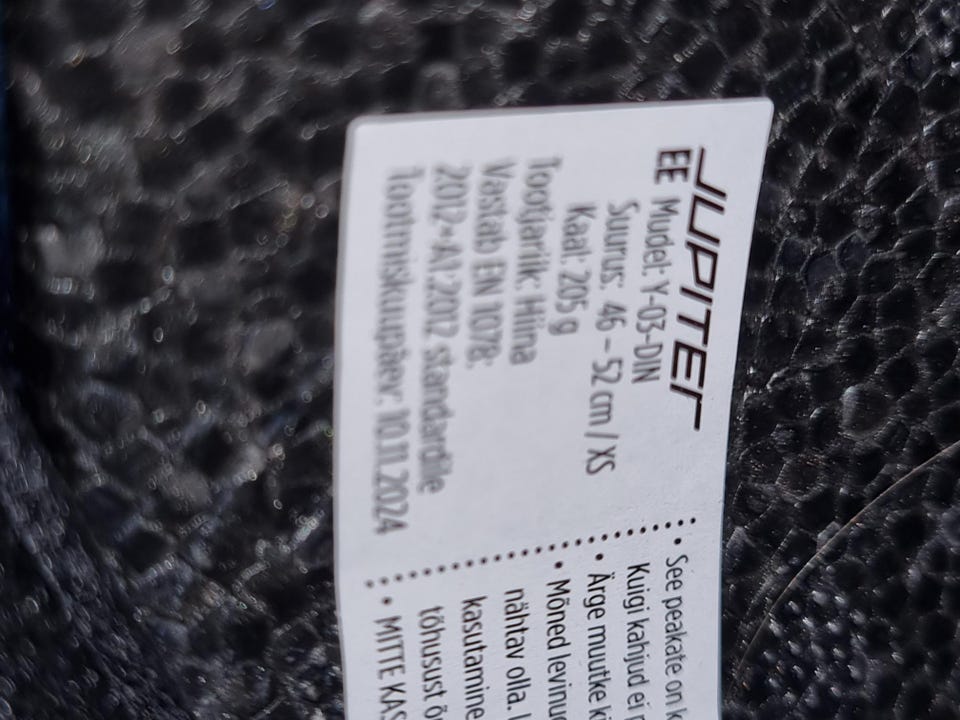 JUPITER
EE Mudel: Y-03-DIN
Suurus: 46 – 52 cm / XS
Kaal: 205 g
Tootjariik: Hiina
Vastab EN 1078:
2012+A1:2012 standardile
Tootmiskuupäev: 10.11.2024
• See peakate on k
Kuigi kahjud ei
• Ärge muutke ki
• Mõned levinu
nähtav olla.
kasutamine
tõhusust õ
• MITTE KAS